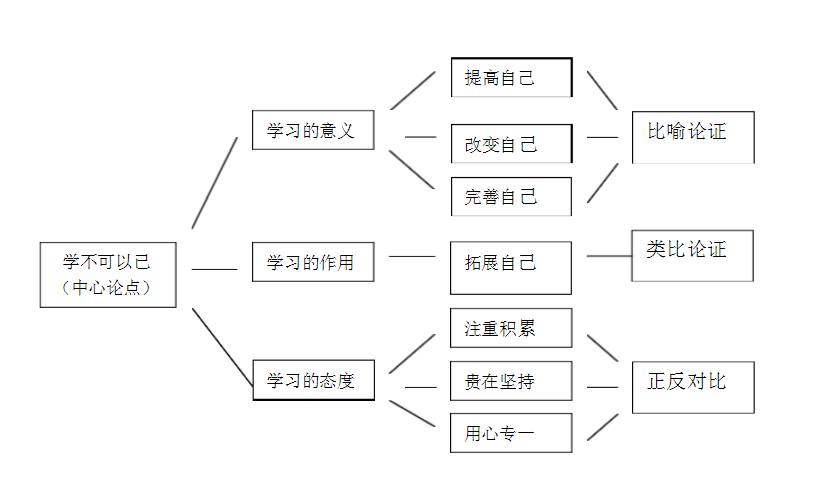 学不可以已
（中心论点）
学习的意义
提高自己
改变自己
完善自己
比喻论证
学习的作用
拓展自己
类比论证
学习的态度
注重积累
贵在坚持
用心专一
正反对比